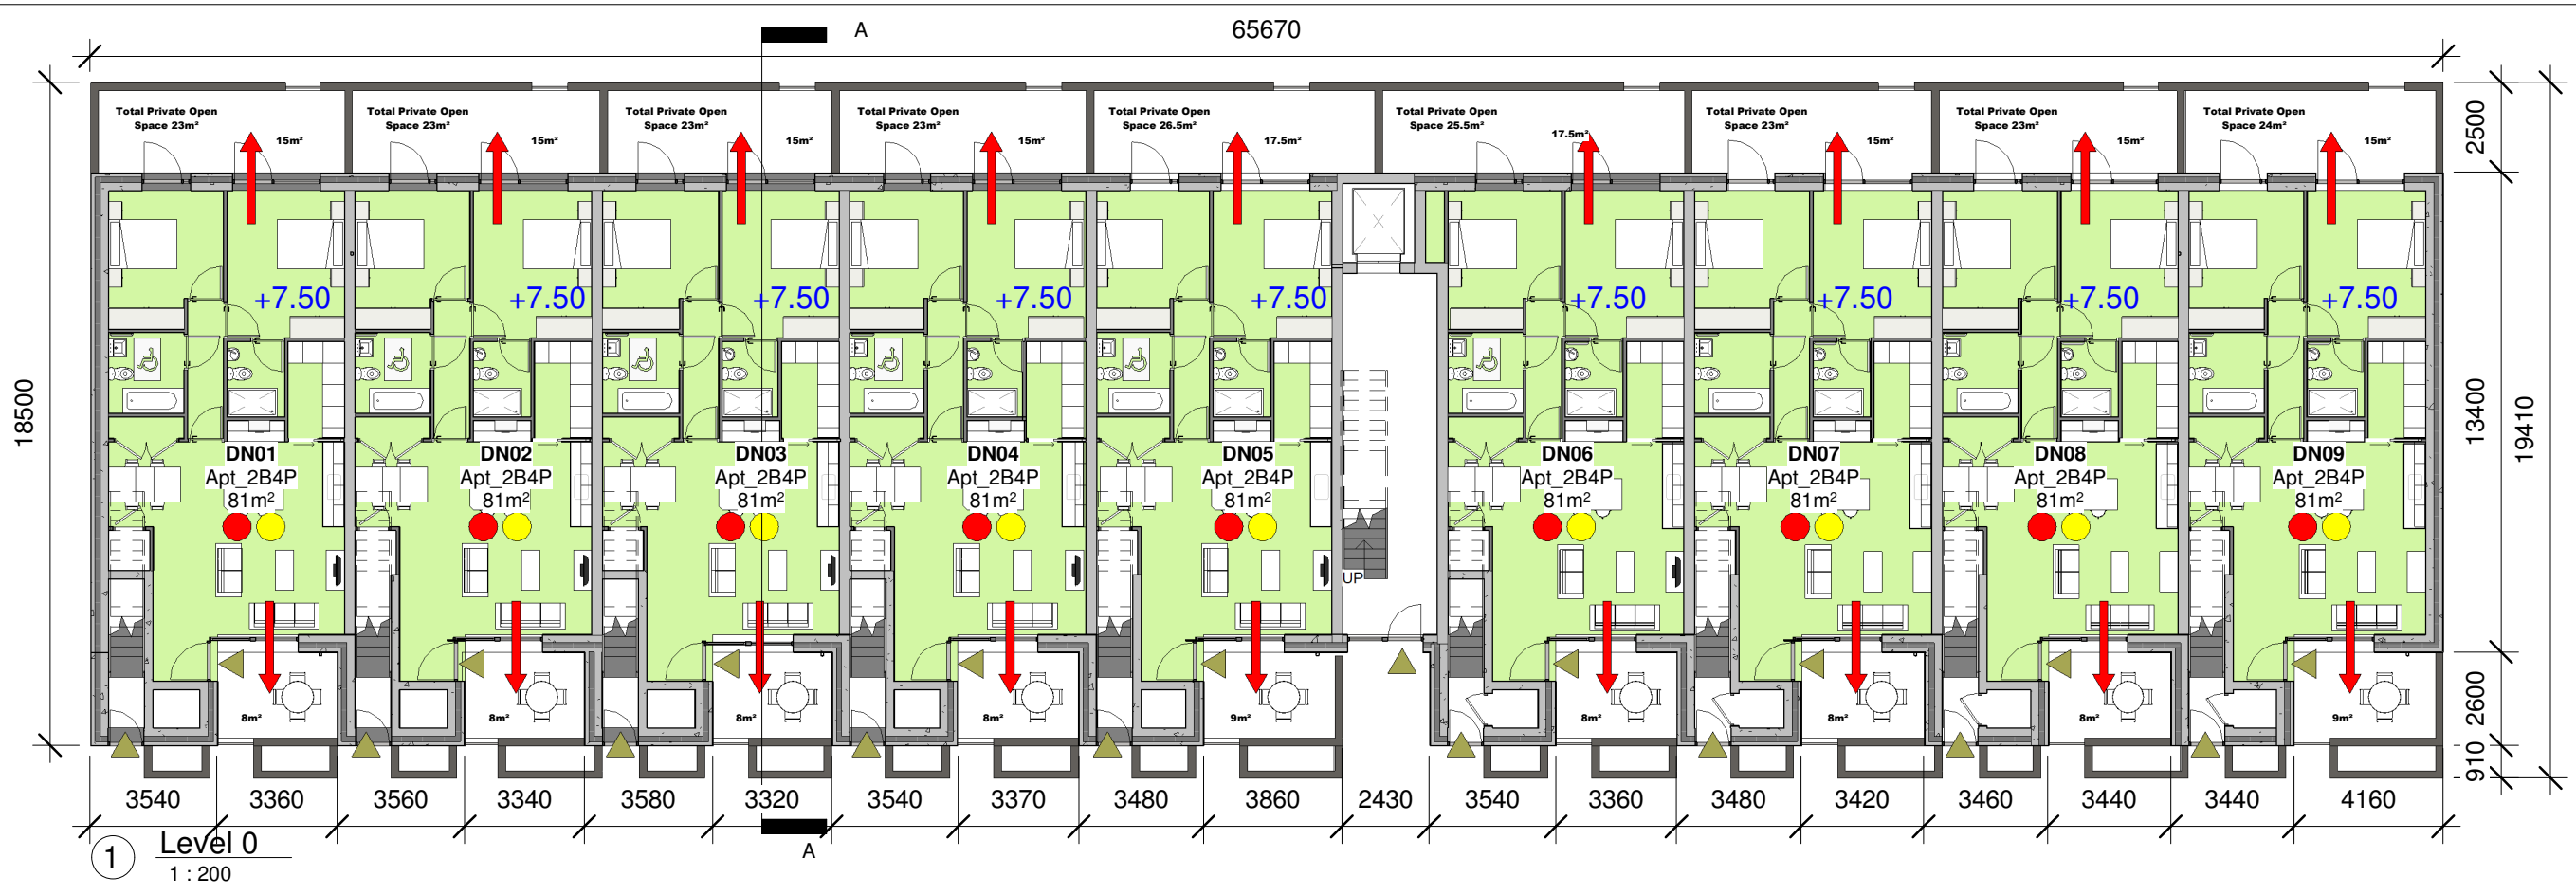 A
65670
18500
2500
13400
19410
2600
910
Total Private Open
Space 23m²
15m²
Total Private Open
Space 23m²
15m²
Total Private Open
Space 23m²
15m²
Total Private Open
Space 23m²
15m²
Total Private Open
Space 26.5m²
17.5m²
Total Private Open
Space 25.5m²
17.5m²
Total Private Open
Space 23m²
15m²
Total Private Open
Space 23m²
15m²
Total Private Open
Space 24m²
15m²
+7.50
+7.50
+7.50
+7.50
+7.50
+7.50
+7.50
+7.50
+7.50
DN01
Apt_2B4P
81m²
DN02
Apt_2B4P
81m²
DN03
Apt_2B4P
81m²
DN04
Apt_2B4P
81m²
DN05
Apt_2B4P
81m²
DN06
Apt_2B4P
81m²
DN07
Apt_2B4P
81m²
DN08
Apt_2B4P
81m²
DN09
Apt_2B4P
81m²
UP
8m²
8m²
8m²
8m²
9m²
8m²
8m²
8m²
9m²
3540 3360 3560 3340 3580 3320 3540 3370 3480 3860 2430 3540 3360 3480 3420 3460 3440 3440 4160
A
1 Level 0
1 : 200